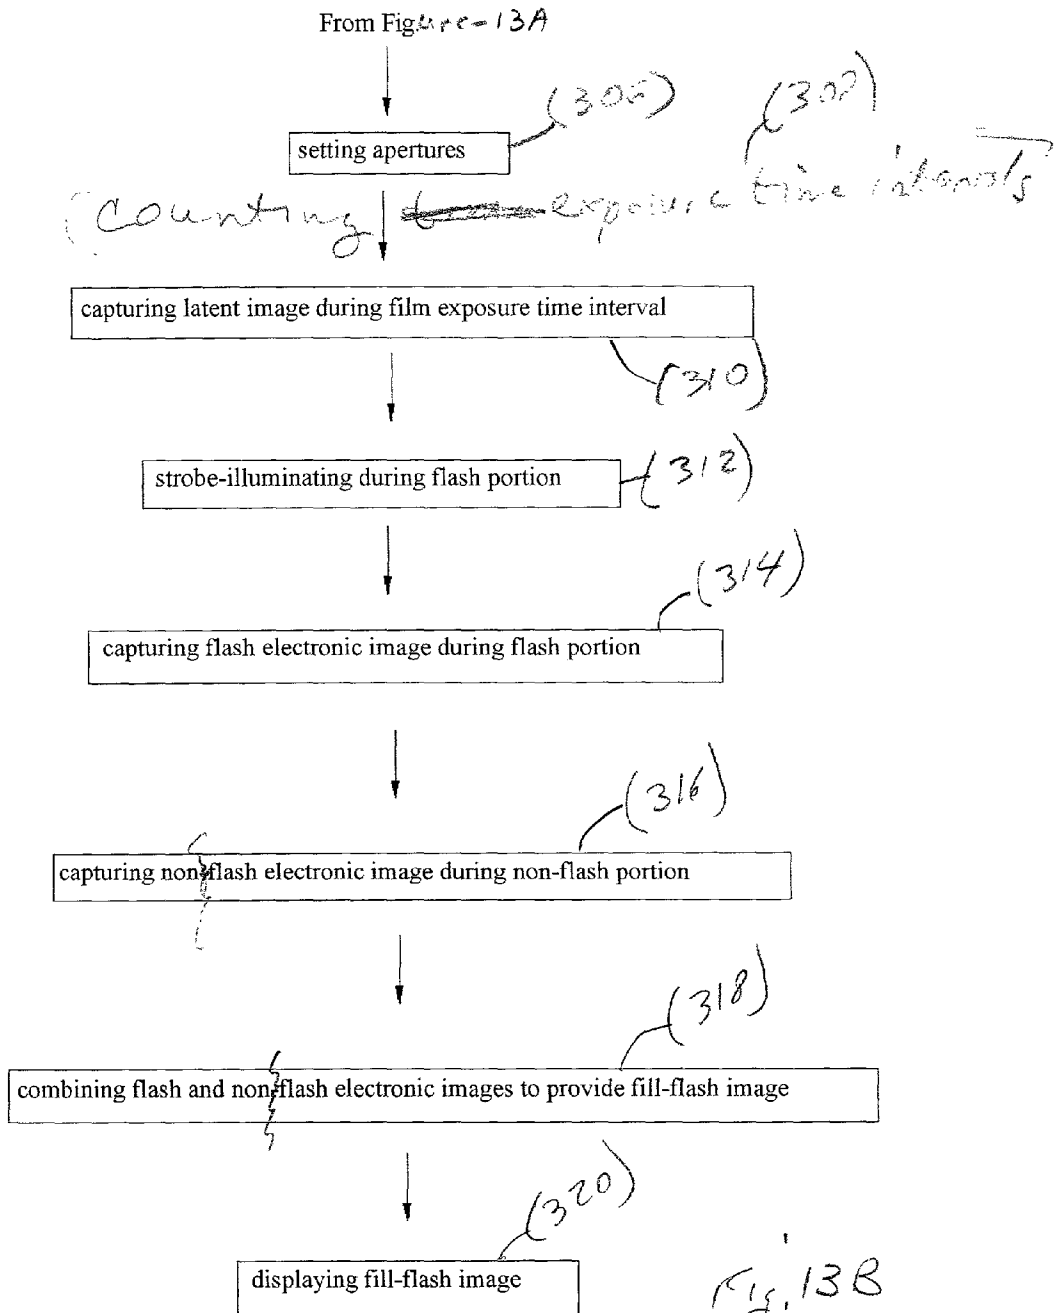 From Figure-13A
(306)
(308)
setting apertures
(counting exposure time intervals
capturing latent image during film exposure time interval
(310)
strobe-illuminating during flash portion
(312)
(314)
capturing flash electronic image during flash portion
(316)
capturing non-flash electronic image during non-flash portion
(318)
combining flash and non-flash electronic images to provide fill-flash image
(320)
displaying fill-flash image
Fig. 13B